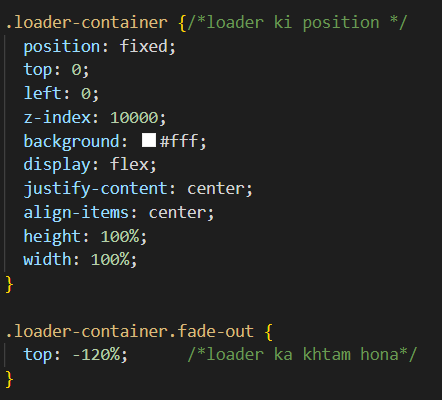 .loader-container {/*loader ki position */
position: fixed;
top: 0;
left: 0;
z-index: 10000;
background: #fff;
display: flex;
justify-content: center;
align-items: center;
height: 100%;
width: 100%;
}
.loader-container.fade-out {
top: -120%; /*loader ka khtam hona*/
}